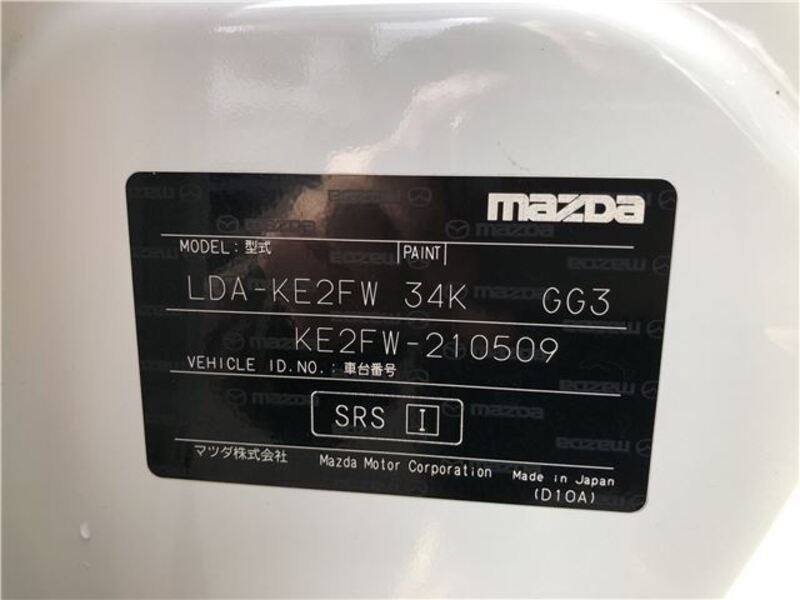 mazda
MODEL:型式 PAINT
LDA-KE2FW 34K GG3
KE2FW-210509
VEHICLE ID.NO.:車台番号
SRS I
マツダ株式会社 Mazda Motor Corporation Made in Japan
(D10A)